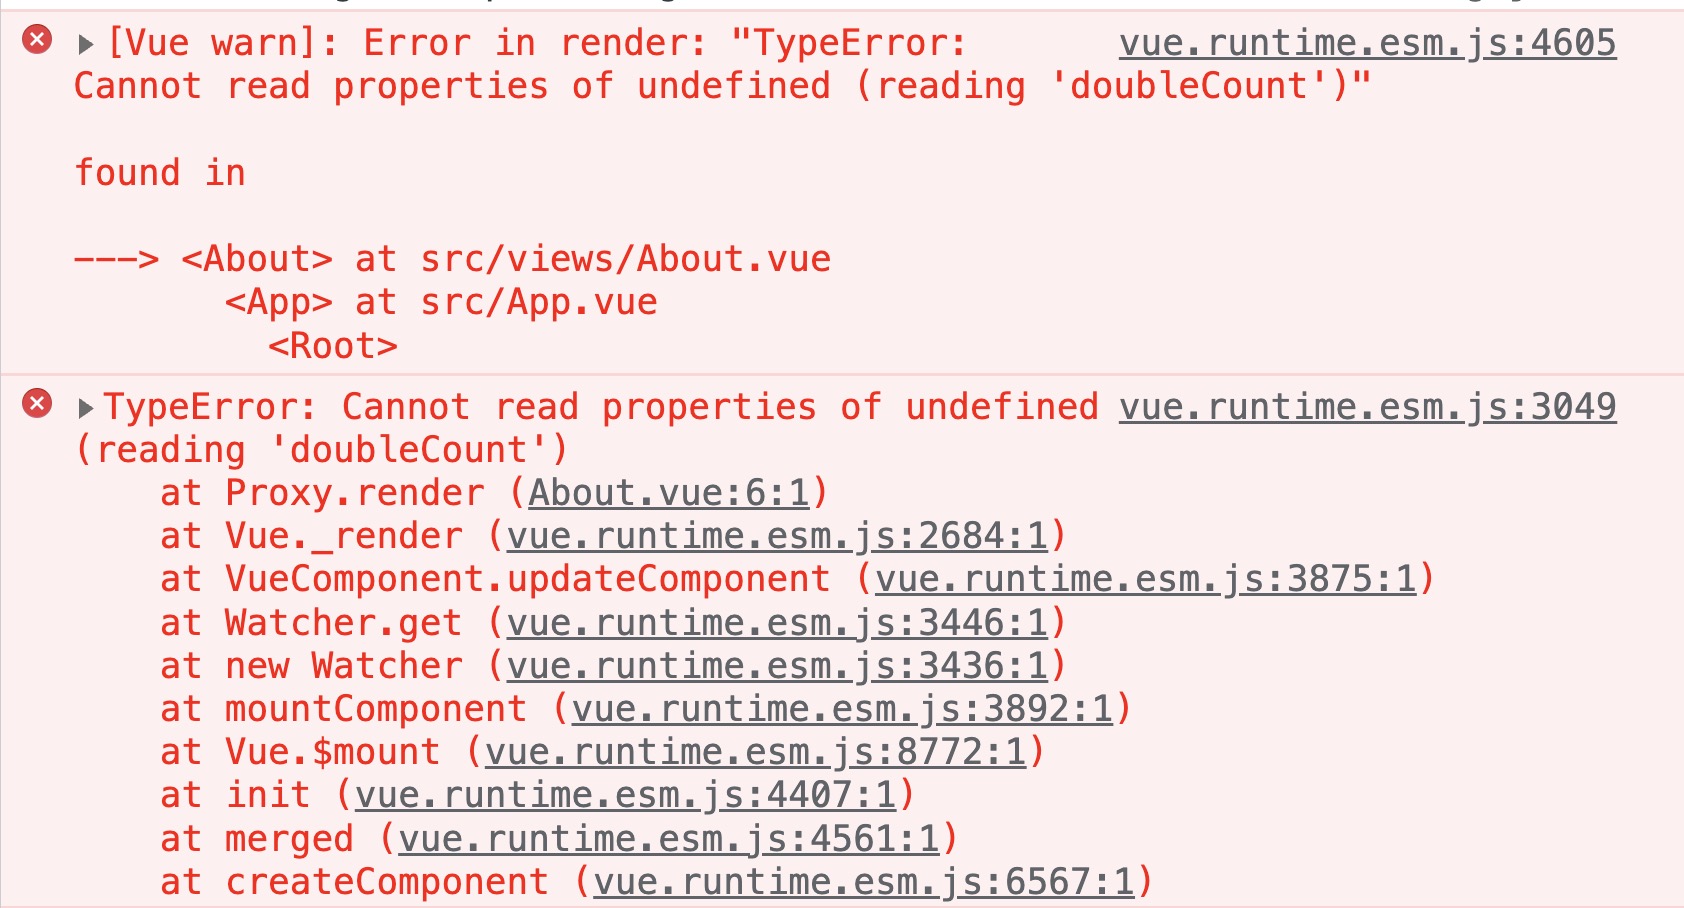 [Vue warn]: Error in render: "TypeError: vue.runtime.esm.js:4605
Cannot read properties of undefined (reading 'doubleCount')"
found in
---> <About> at src/views/About.vue
<App> at src/App.vue
<Root>
TypeError: Cannot read properties of undefined vue.runtime.esm.js:3049
(reading 'doubleCount')
at Proxy.render (About.vue:6:1)
at Vue._render (vue.runtime.esm.js:2684:1)
at VueComponent.updateComponent (vue.runtime.esm.js:3875:1)
at Watcher.get (vue.runtime.esm.js:3446:1)
at new Watcher (vue.runtime.esm.js:3436:1)
at mountComponent (vue.runtime.esm.js:3892:1)
at Vue.$mount (vue.runtime.esm.js:8772:1)
at init (vue.runtime.esm.js:4407:1)
at merged (vue.runtime.esm.js:4561:1)
at createComponent (vue.runtime.esm.js:6567:1)